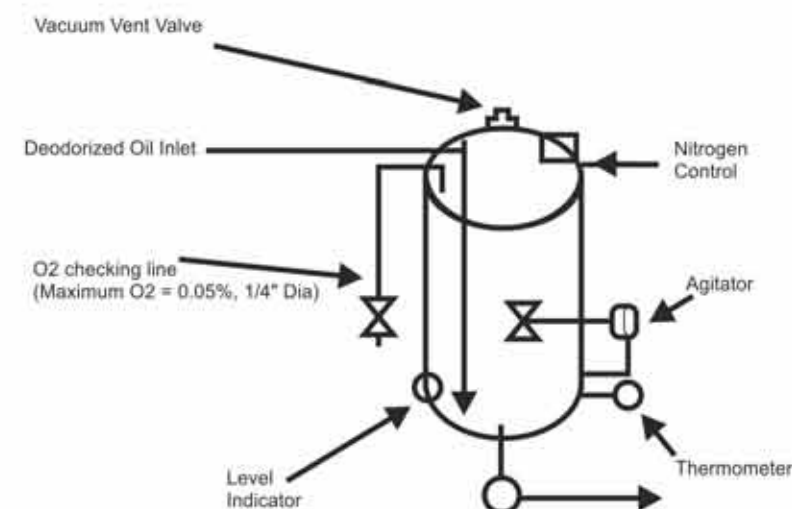 Vacuum Vent Valve
Deodorized Oil Inlet
Nitrogen
Control
O2 checking line
(Maximum O2 = 0.05%, 1/4" Dia)
Agitator
Level
Indicator
Thermometer